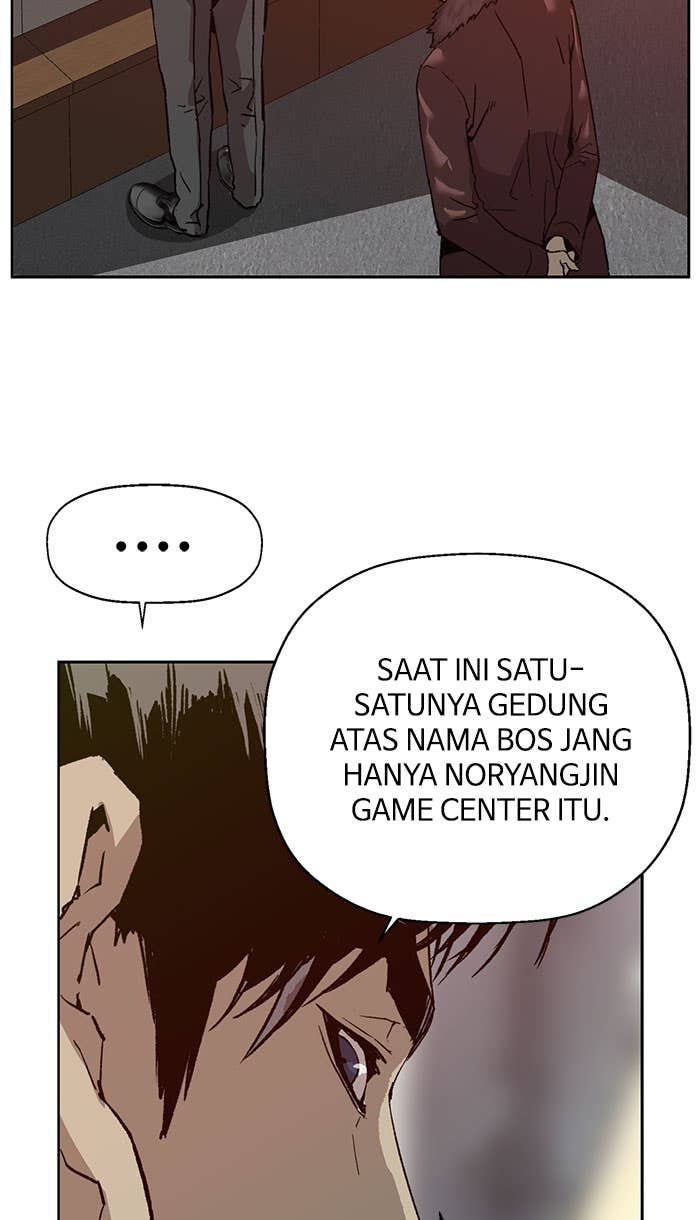 ....
SAAT INI SATU-
SATUNYA GEDUNG
ATAS NAMA BOS JANG
HANYA NORYANGJIN
GAME CENTER ITU.